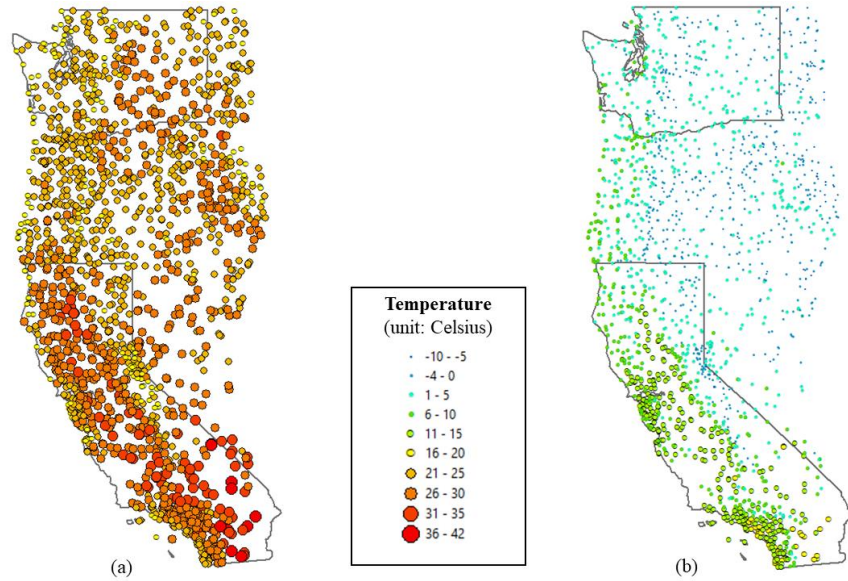 Temperature
(unit: Celsius)
-10 - -5
-4 - 0
1 - 5
6 - 10
11 - 15
16 - 20
21 - 25
26 - 30
31 - 35
36 - 42
(a)
(b)